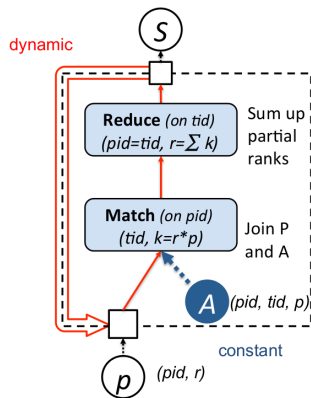 S
dynamic
Reduce (on tid)
(pid=tid, r=∑ k)
Sum up
partial
ranks
Match (on pid)
(tid, k=r*p)
Join P
and A
A
(pid, tid, p)
constant
p
(pid, r)